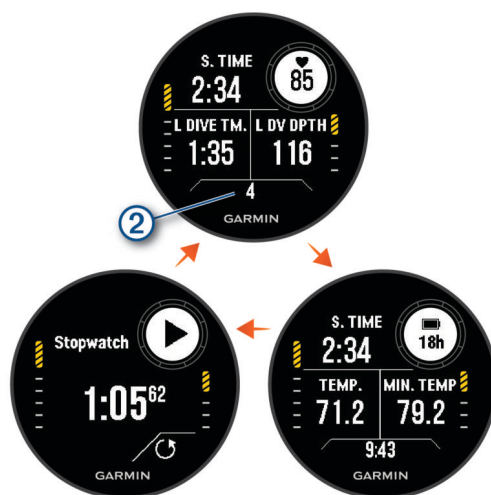 S. TIME
2:34
85
L DIVE TM.
L DV DPTH
1:35
116
4
GARMIN
2
Stopwatch
1:05 62
GARMIN
S. TIME
2:34
18h
TEMP.
MIN. TEMP
71.2
79.2
9:43
GARMIN